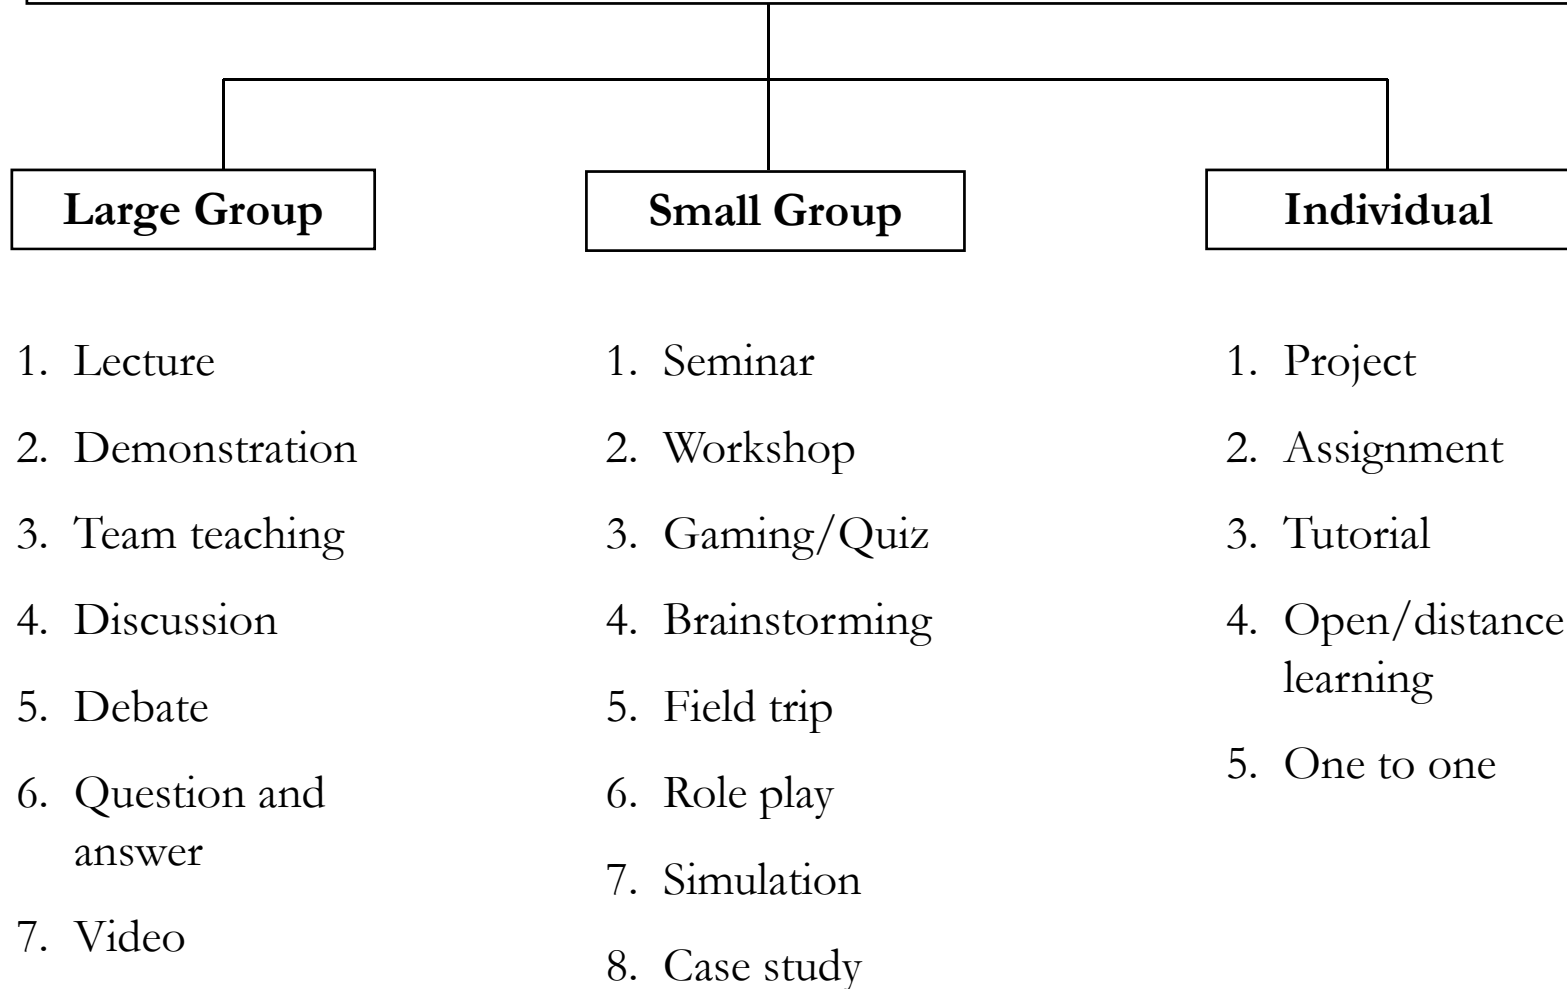 Large Group
1. Lecture
2. Demonstration
3. Team teaching
4. Discussion
5. Debate
6. Question and
answer
7. Video
Small Group
1. Seminar
2. Workshop
3. Gaming/Quiz
4. Brainstorming
5. Field trip
6. Role play
7. Simulation
8. Case study
Individual
1. Project
2. Assignment
3. Tutorial
4. Open/distance
learning
5. One to one